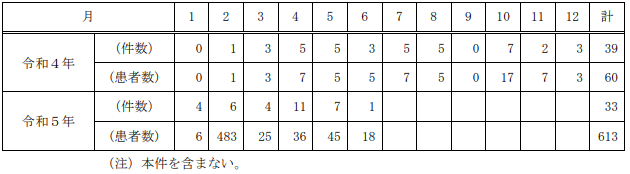 月 1 2 3 4 5 6 7 8 9 10 11 12 計
令和４年 (件数) 0 1 3 5 5 3 5 5 0 7 2 3 39
(患者数) 0 1 3 7 5 5 7 5 0 17 7 3 60
令和５年 (件数) 4 6 4 11 7 1 33
(患者数) 6 483 25 36 45 18 613
（注）本件を含まない。